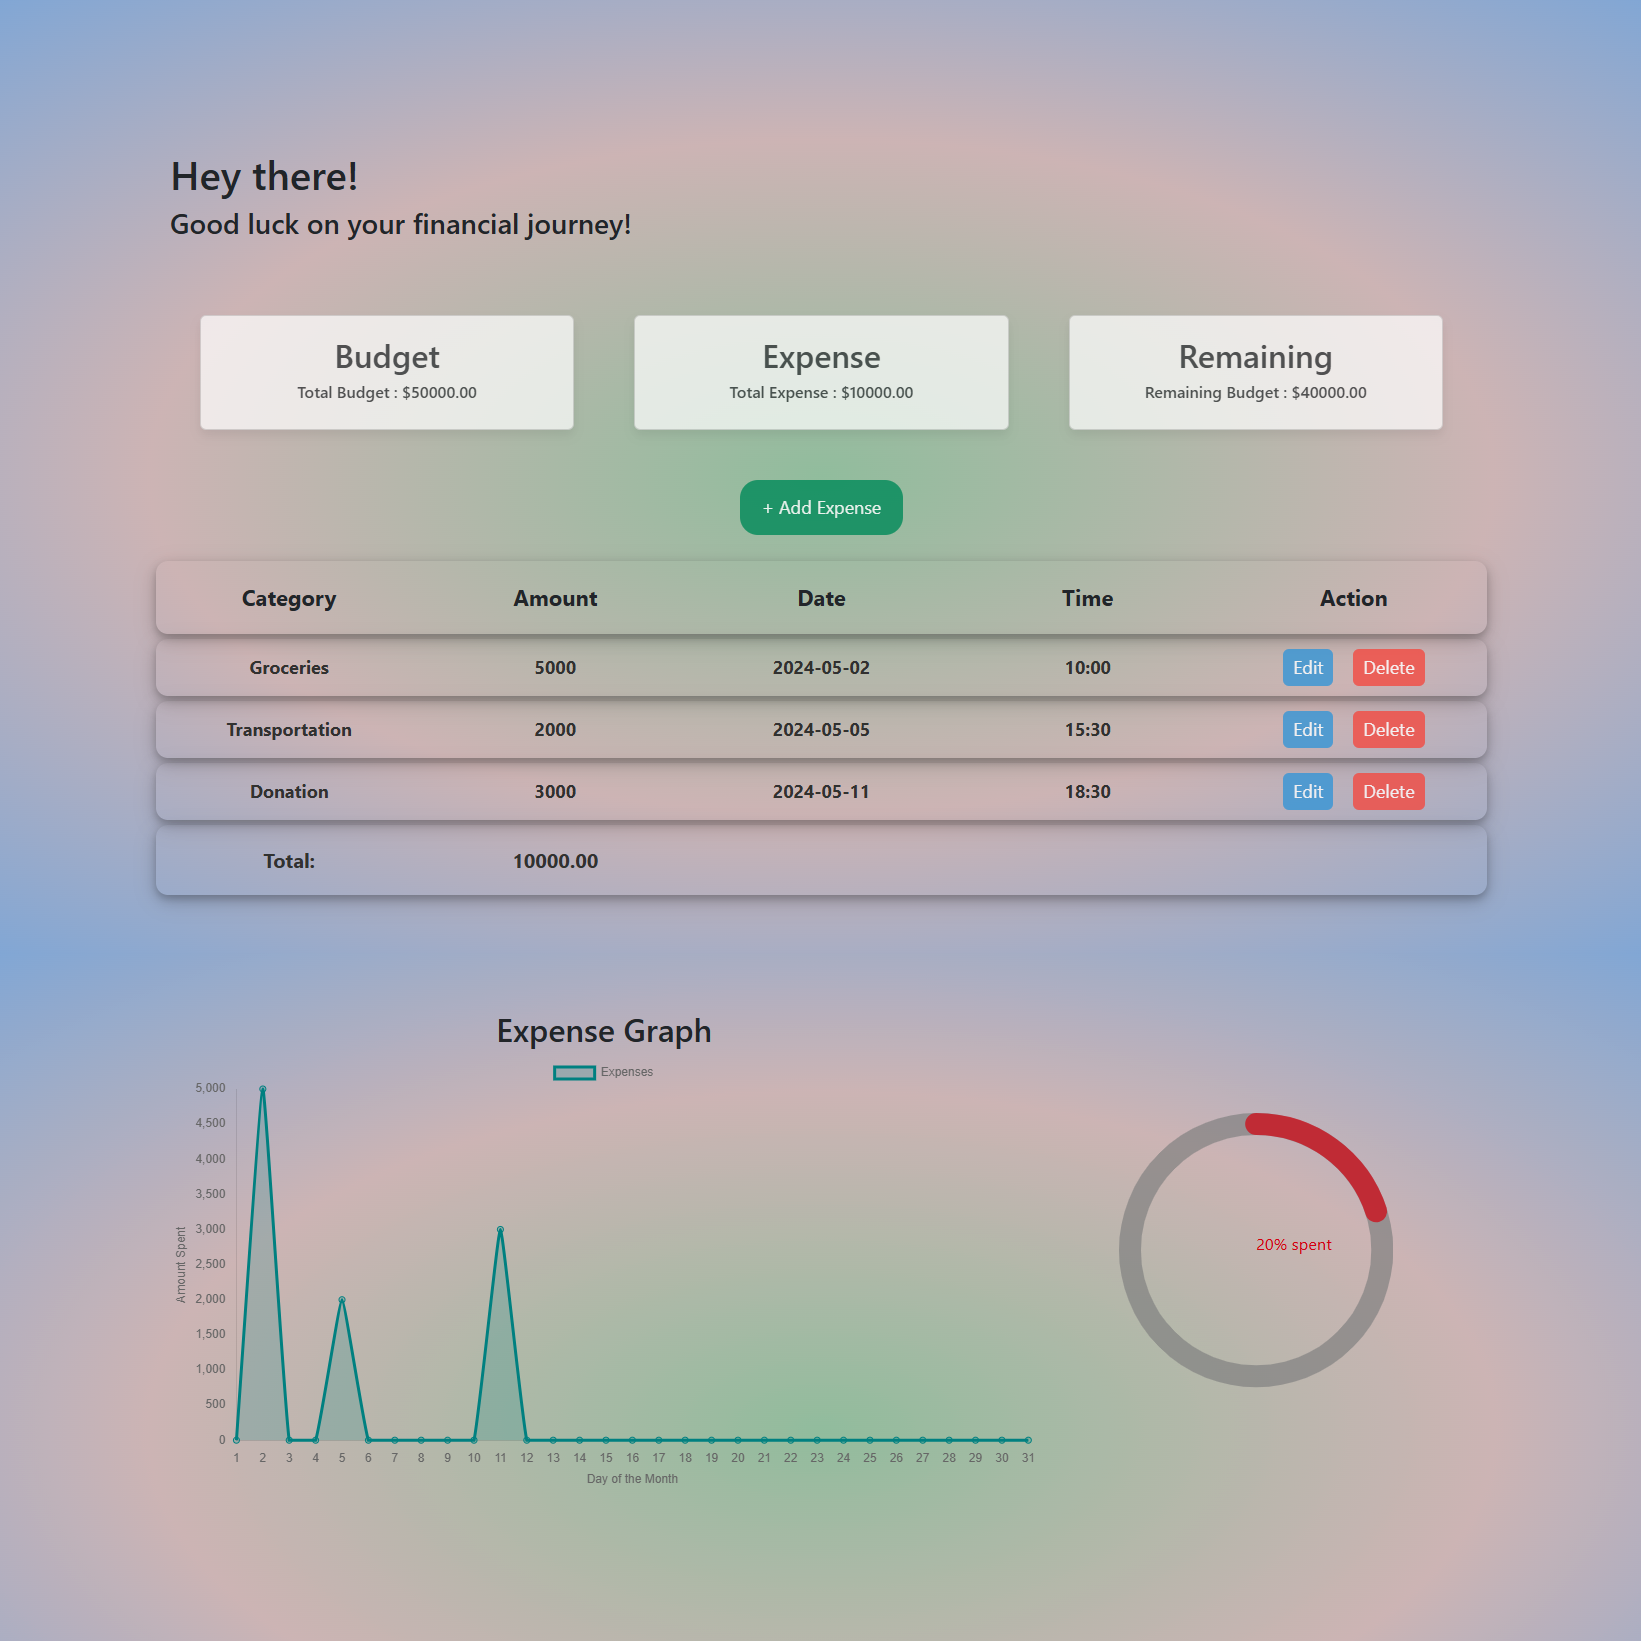 Hey there!
Good luck on your financial journey!
Budget
Total Budget : $50000.00
Expense
Total Expense : $10000.00
Remaining
Remaining Budget : $40000.00
+ Add Expense
Category Amount Date Time Action
Groceries 5000 2024-05-02 10:00 Edit Delete
Transportation 2000 2024-05-05 15:30 Edit Delete
Donation 3000 2024-05-11 18:30 Edit Delete
Total: 10000.00
Expense Graph
Expenses
5,000
4,500
4,000
3,500
3,000
2,500
2,000
1,500
1,000
500
0
Amount Spent
1 2 3 4 5 6 7 8 9 10 11 12 13 14 15 16 17 18 19 20 21 22 23 24 25 26 27 28 29 30 31
Day of the Month
20% spent